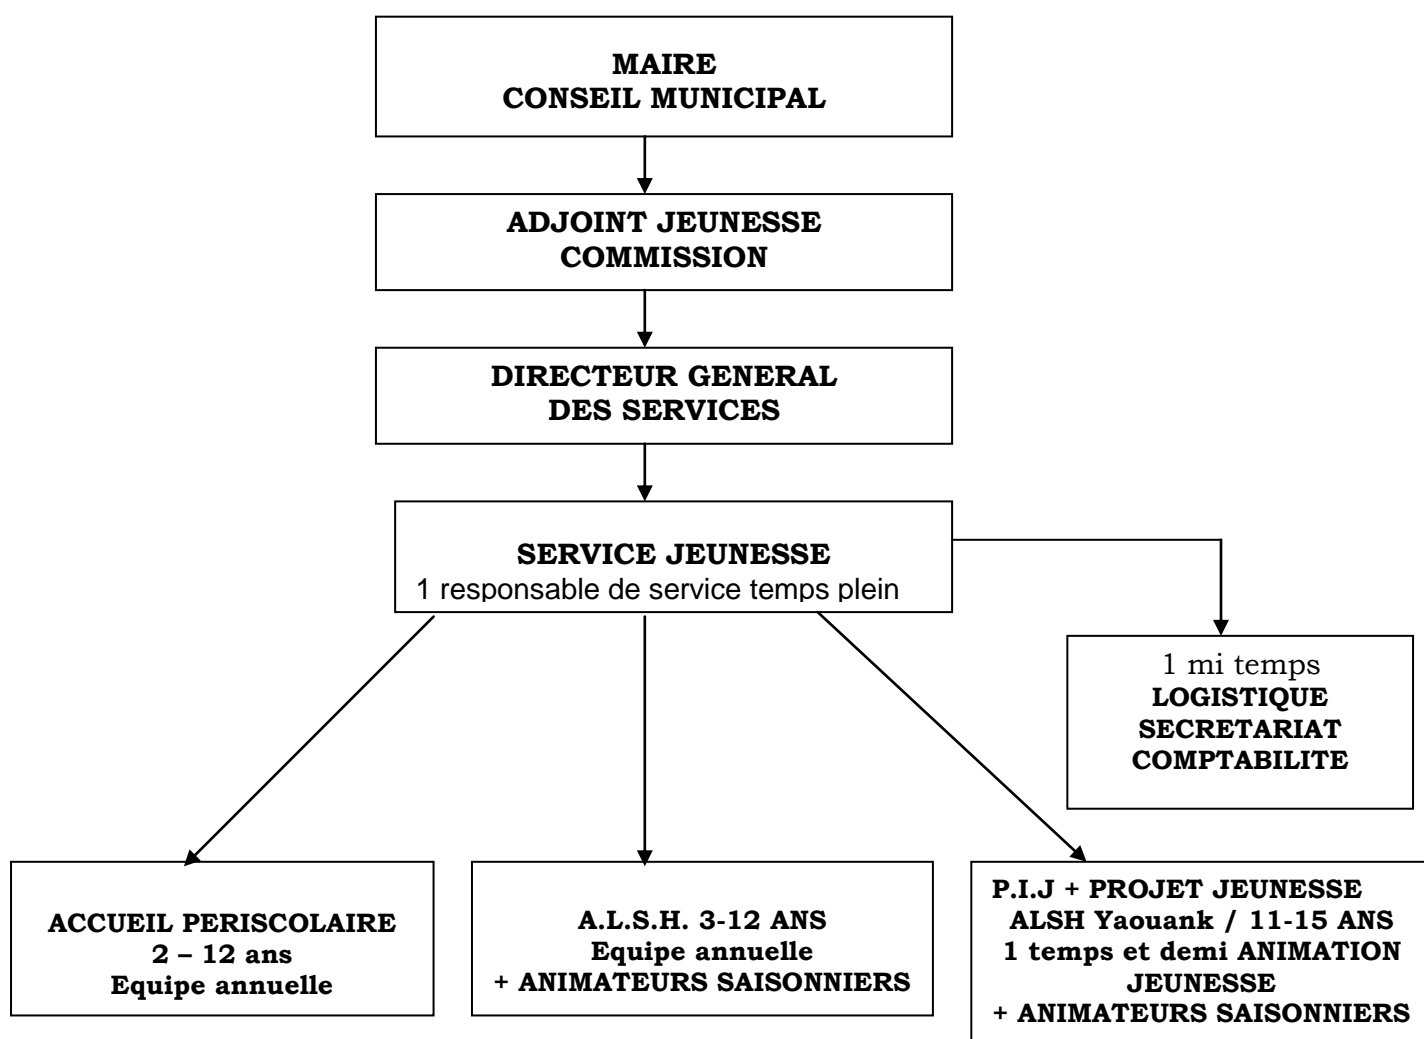 MAIRE
CONSEIL MUNICIPAL
ADJOINT JEUNESSE
COMMISSION
DIRECTEUR GENERAL
DES SERVICES
SERVICE JEUNESSE
1 responsable de service temps plein
1 mi temps
LOGISTIQUE
SECRETARIAT
COMPTABILITE
ACCUEIL PERISCOLAIRE
2 – 12 ans
Equipe annuelle
A.L.S.H. 3-12 ANS
Equipe annuelle
+ ANIMATEURS SAISONNIERS
P.I.J + PROJET JEUNESSE
ALSH Yaouank / 11-15 ANS
1 temps et demi ANIMATION
JEUNESSE
+ ANIMATEURS SAISONNIERS